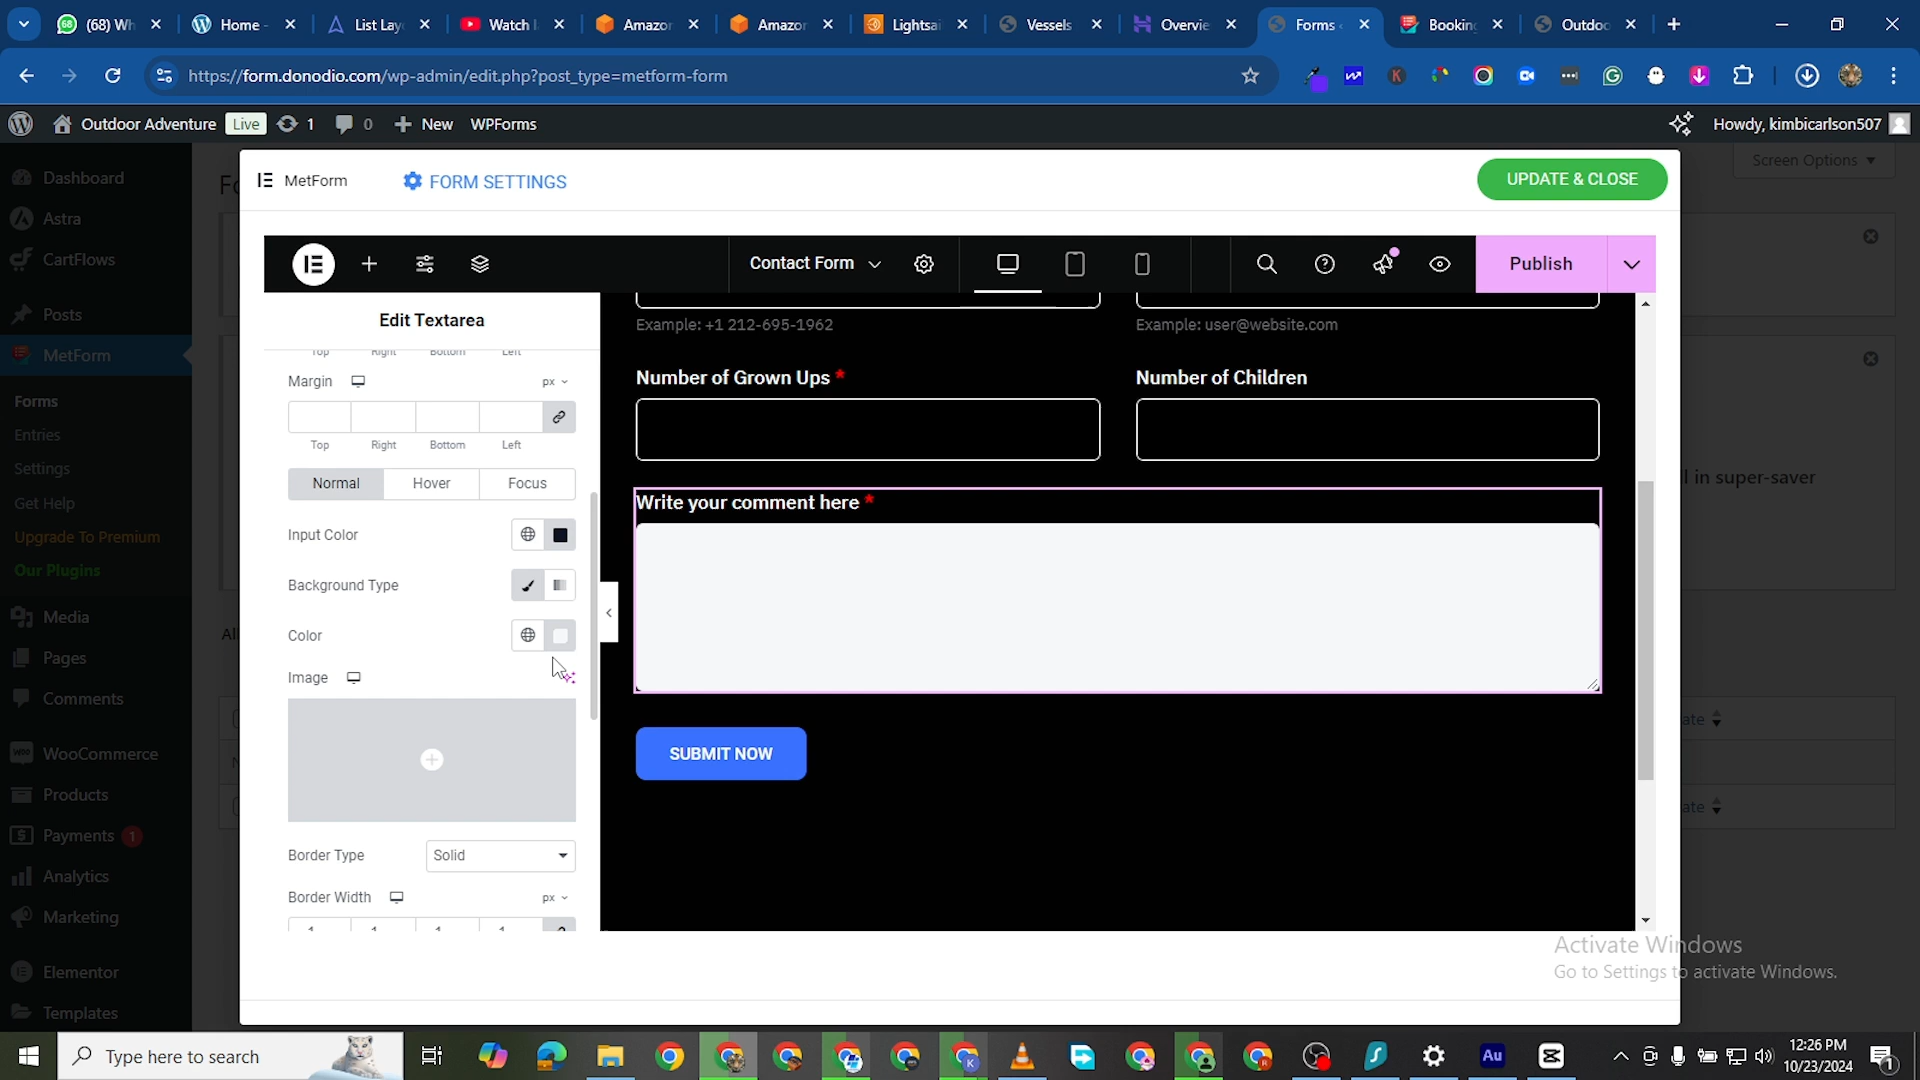 (68) Wh
Home -
List Lay
Watch
Amazor
Amazor
Lightsai
Vessels
Overvie
Forms
Booking
Outdoo
https://form.donodio.com/wp-admin/edit.php?post_type=metform-form
Outdoor Adventure
Live
1
0
New
WPForms
Howdy, kimbicarlson507
Dashboard
Astra
CartFlows
Posts
MetForm
Forms
Entries
Settings
Get Help
Upgrade To Premium
Our Plugins
Media
Pages
Comments
WooCommerce
Products
Payments 1
Analytics
Marketing
Elementor
Templates
Screen Options
MetForm
FORM SETTINGS
UPDATE & CLOSE
Contact Form
Publish
Edit Textarea
Top Right Bottom Left
Margin
px
Top Right Bottom Left
Normal Hover Focus
Input Color
Background Type
Color
Image
Border Type
Solid
Border Width
px
Example: +1 212-695-1962
Example: user@website.com
Number of Grown Ups *
Number of Children
Write your comment here *
SUBMIT NOW
in super-saver
Al
ate
ate
Activate Windows
Go to Settings to activate Windows.
Type here to search
Au
12:26 PM
10/23/2024
1